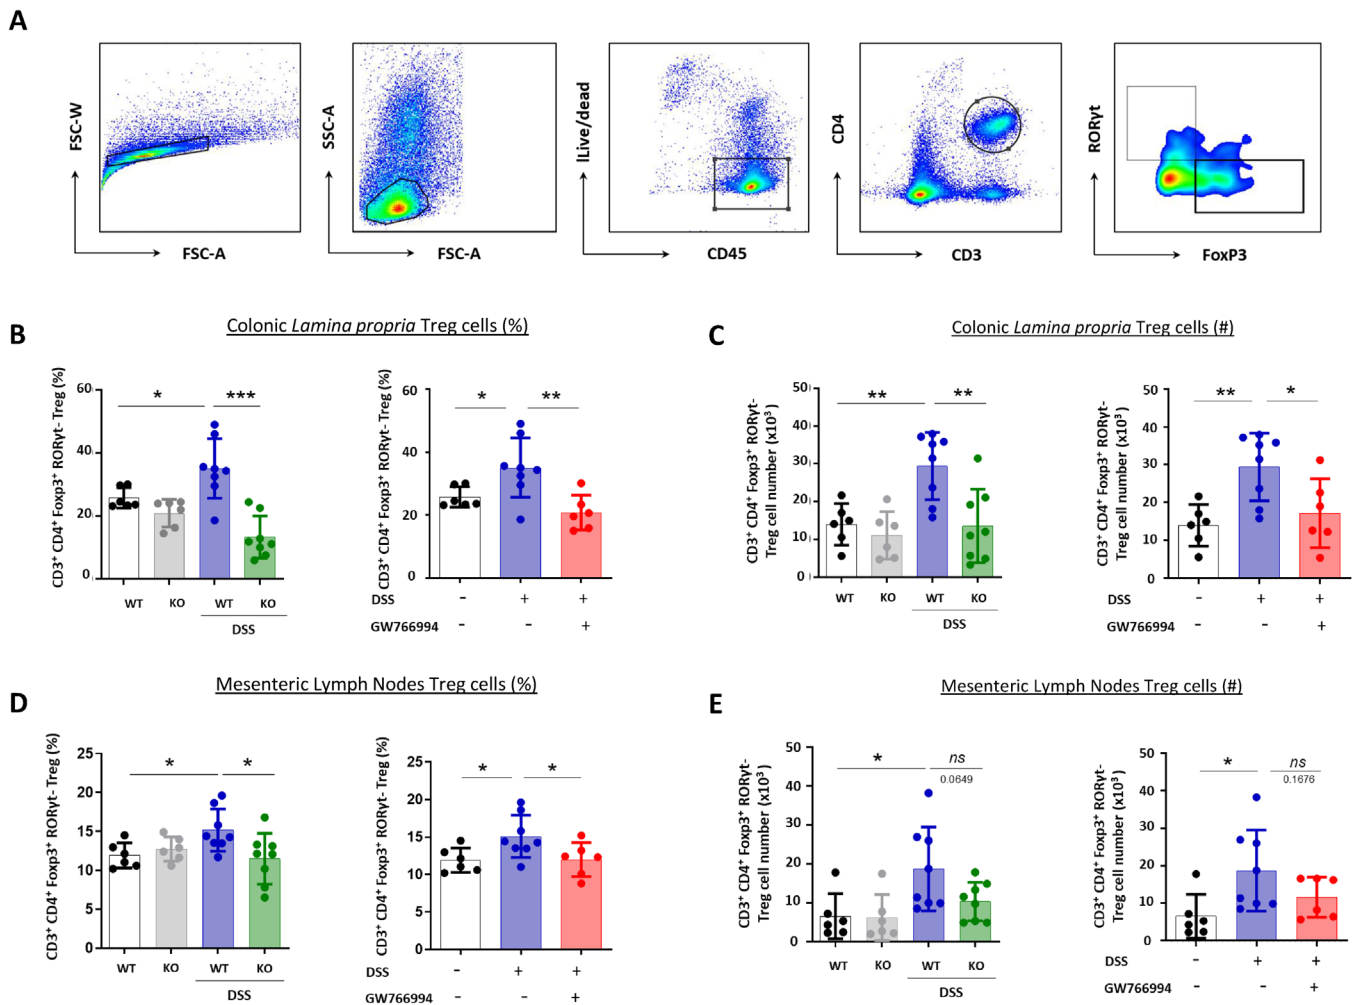 A
FSC-W
FSC-A
SSC-A
FSC-A
lLive/dead
CD45
CD4
CD3
RORγt
FoxP3
B
Colonic Lamina propria Treg cells (%)
CD3⁺ CD4⁺ Foxp3⁺ RORγt- Treg (%)
60
40
20
0
*
***
WT
KO
WT
KO
DSS
CD3⁺ CD4⁺ Foxp3⁺ RORγt- Treg (%)
60
40
20
0
*
**
DSS - + +
GW766994 - - +
C
Colonic Lamina propria Treg cells (#)
CD3⁺ CD4⁺ Foxp3⁺ RORγt-
Treg cell number (x10³)
50
40
30
20
10
0
**
**
WT
KO
WT
KO
DSS
CD3⁺ CD4⁺ Foxp3⁺ RORγt-
Treg cell number (x10³)
50
40
30
20
10
0
**
*
DSS - + +
GW766994 - - +
D
Mesenteric Lymph Nodes Treg cells (%)
CD3⁺ CD4⁺ Foxp3⁺ RORγt- Treg (%)
25
20
15
10
5
0
*
*
WT
KO
WT
KO
DSS
CD3⁺ CD4⁺ Foxp3⁺ RORγt- Treg (%)
25
20
15
10
5
0
*
*
DSS - + +
GW766994 - - +
E
Mesenteric Lymph Nodes Treg cells (#)
CD3⁺ CD4⁺ Foxp3⁺ RORγt-
Treg cell number (x10³)
50
40
30
20
10
0
*
ns
0.0649
WT
KO
WT
KO
DSS
CD3⁺ CD4⁺ Foxp3⁺ RORγt-
Treg cell number (x10³)
50
40
30
20
10
0
*
ns
0.1676
DSS - + +
GW766994 - - +